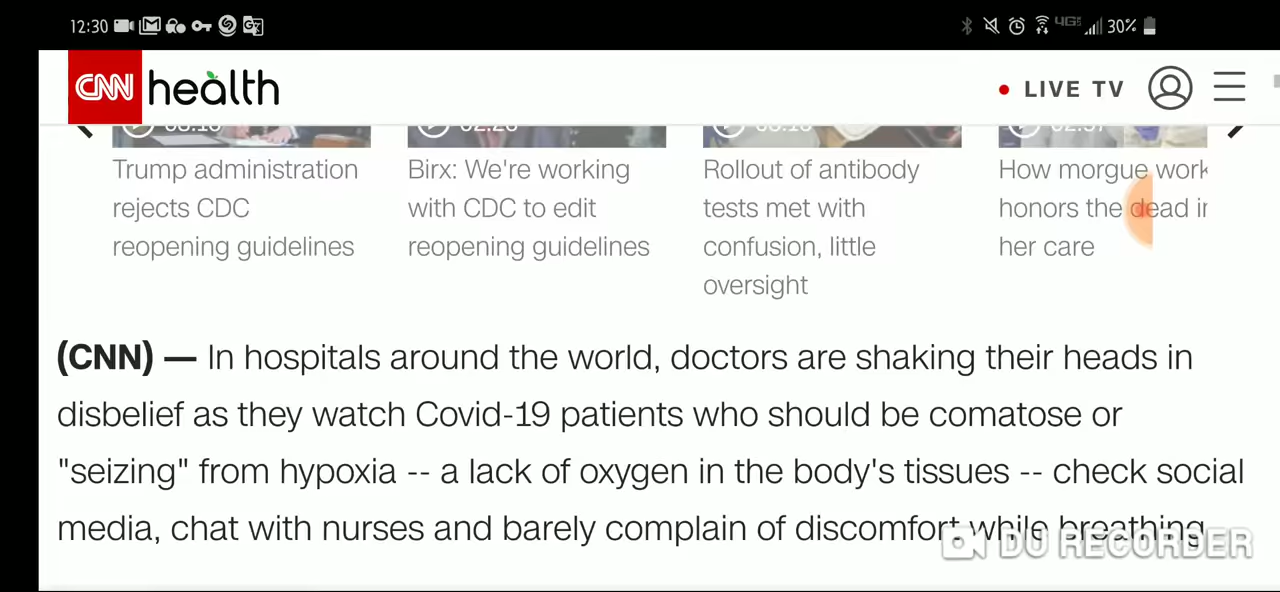 12:30 30%
CNN health LIVE TV
Trump administration
rejects CDC
reopening guidelines
Birx: We're working
with CDC to edit
reopening guidelines
Rollout of antibody
tests met with
confusion, little
oversight
How morgue work
honors the dead in
her care
(CNN) — In hospitals around the world, doctors are shaking their heads in
disbelief as they watch Covid-19 patients who should be comatose or
"seizing" from hypoxia -- a lack of oxygen in the body's tissues -- check social
media, chat with nurses and barely complain of discomfort while breathing
DU RECORDER